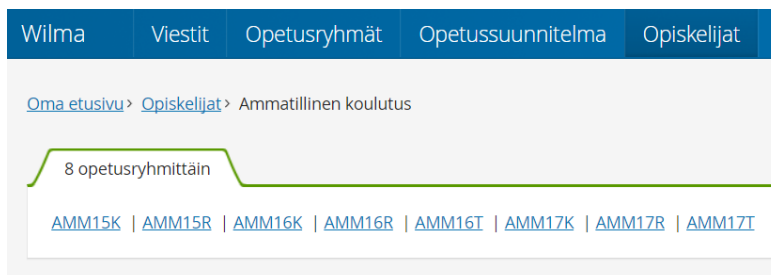 Wilma Viestit Opetusryhmät Opetussuunnitelma Opiskelijat
Oma etusivu > Opiskelijat > Ammatillinen koulutus
8 opetusryhmittäin
AMM15K | AMM15R | AMM16K | AMM16R | AMM16T | AMM17K | AMM17R | AMM17T